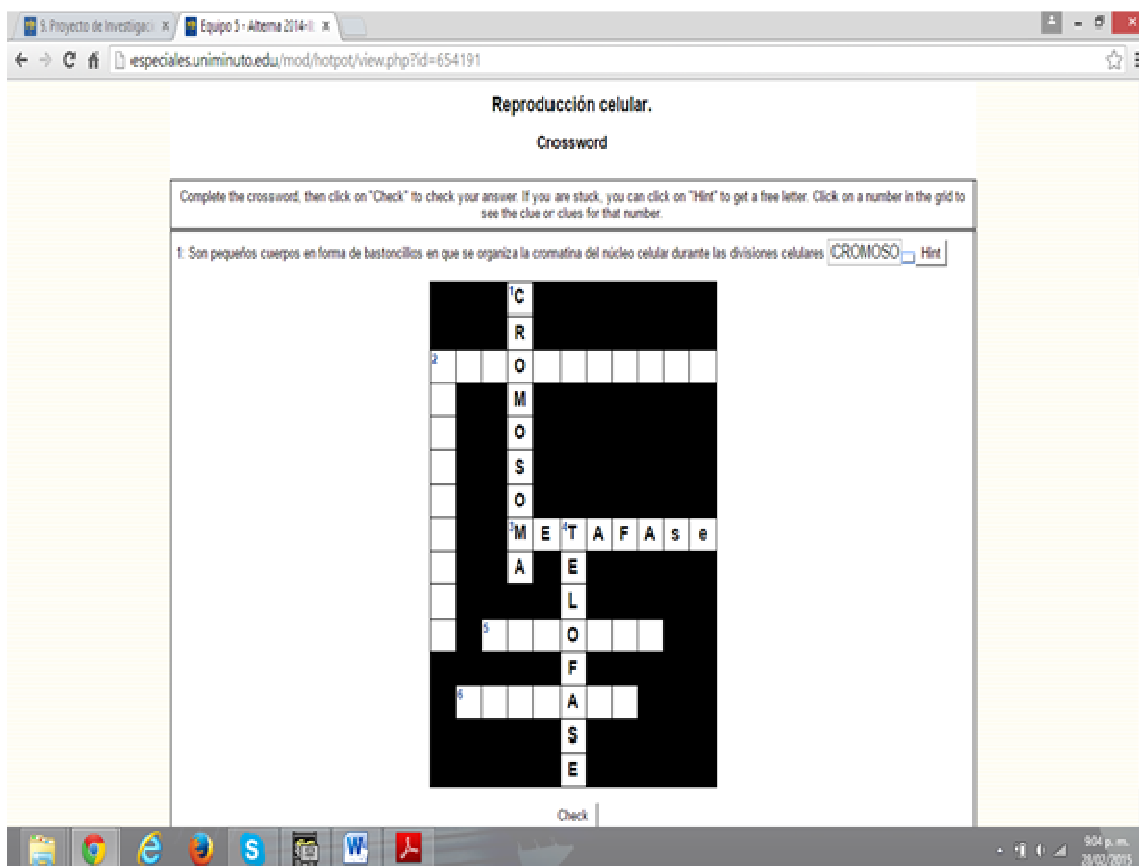 9. Proyecto de Investigaci
Equipo 5 - Alterna 2014-II:
especiales.uniminuto.edu/mod/hotpot/view.php?id=654191
Reproducción celular.
Crossword
Complete the crossword, then click on "Check" to check your answer. If you are stuck, you can click on "Hint" to get a free letter. Click on a number in the grid to
see the clue or clues for that number.
1: Son pequeños cuerpos en forma de bastoncillos en que se organiza la cromatina del núcleo celular durante las divisiones celulares CROMOSO Hint
1 C
R
2 O
M
O
S
O
3 M E 4 T A F A s e
A E
L
5 O
F
6 A
S
E
Check
9:04 p. m.